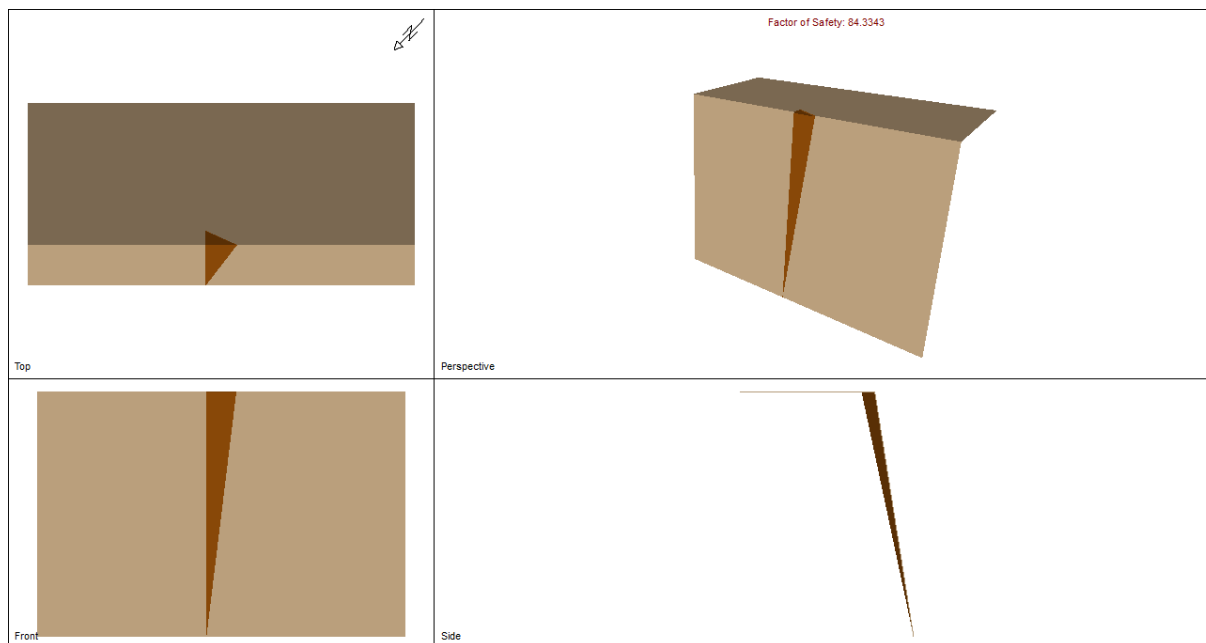 N
Factor of Safety: 84.3343
Top
Perspective
Front
Side